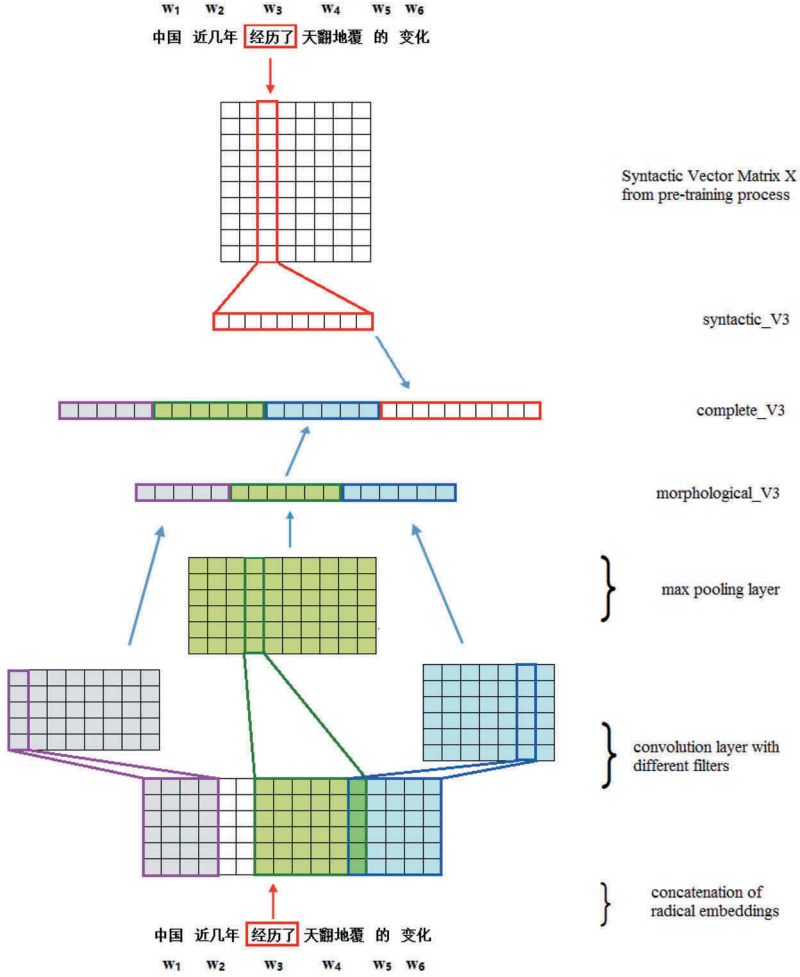 w1 w2 w3 w4 w5 w6
中国 近几年 经历了 天翻地覆 的 变化
Syntactic Vector Matrix X
from pre-training process
syntactic_V3
complete_V3
morphological_V3
max pooling layer
convolution layer with
different filters
concatenation of
radical embeddings
中国 近几年 经历了 天翻地覆 的 变化
w1 w2 w3 w4 w5 w6